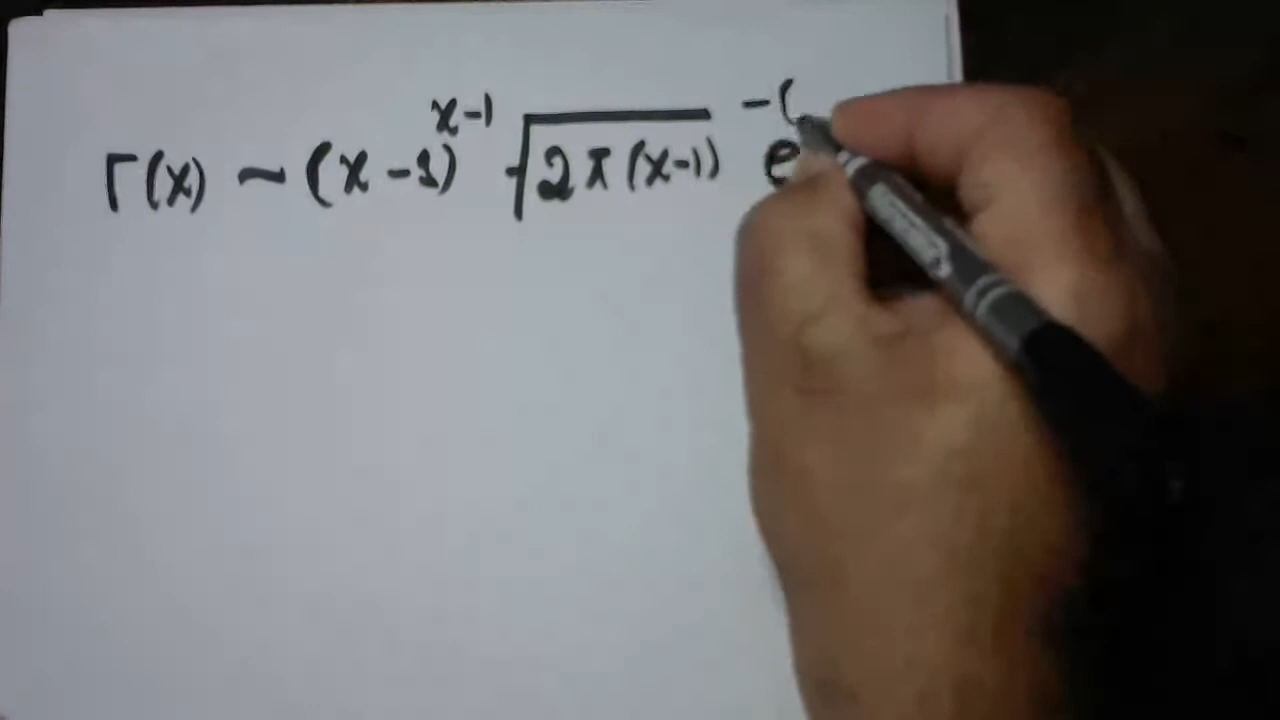 Γ(x) ~ (x-1)^{x-1} √(2π(x-1)) e^{-(